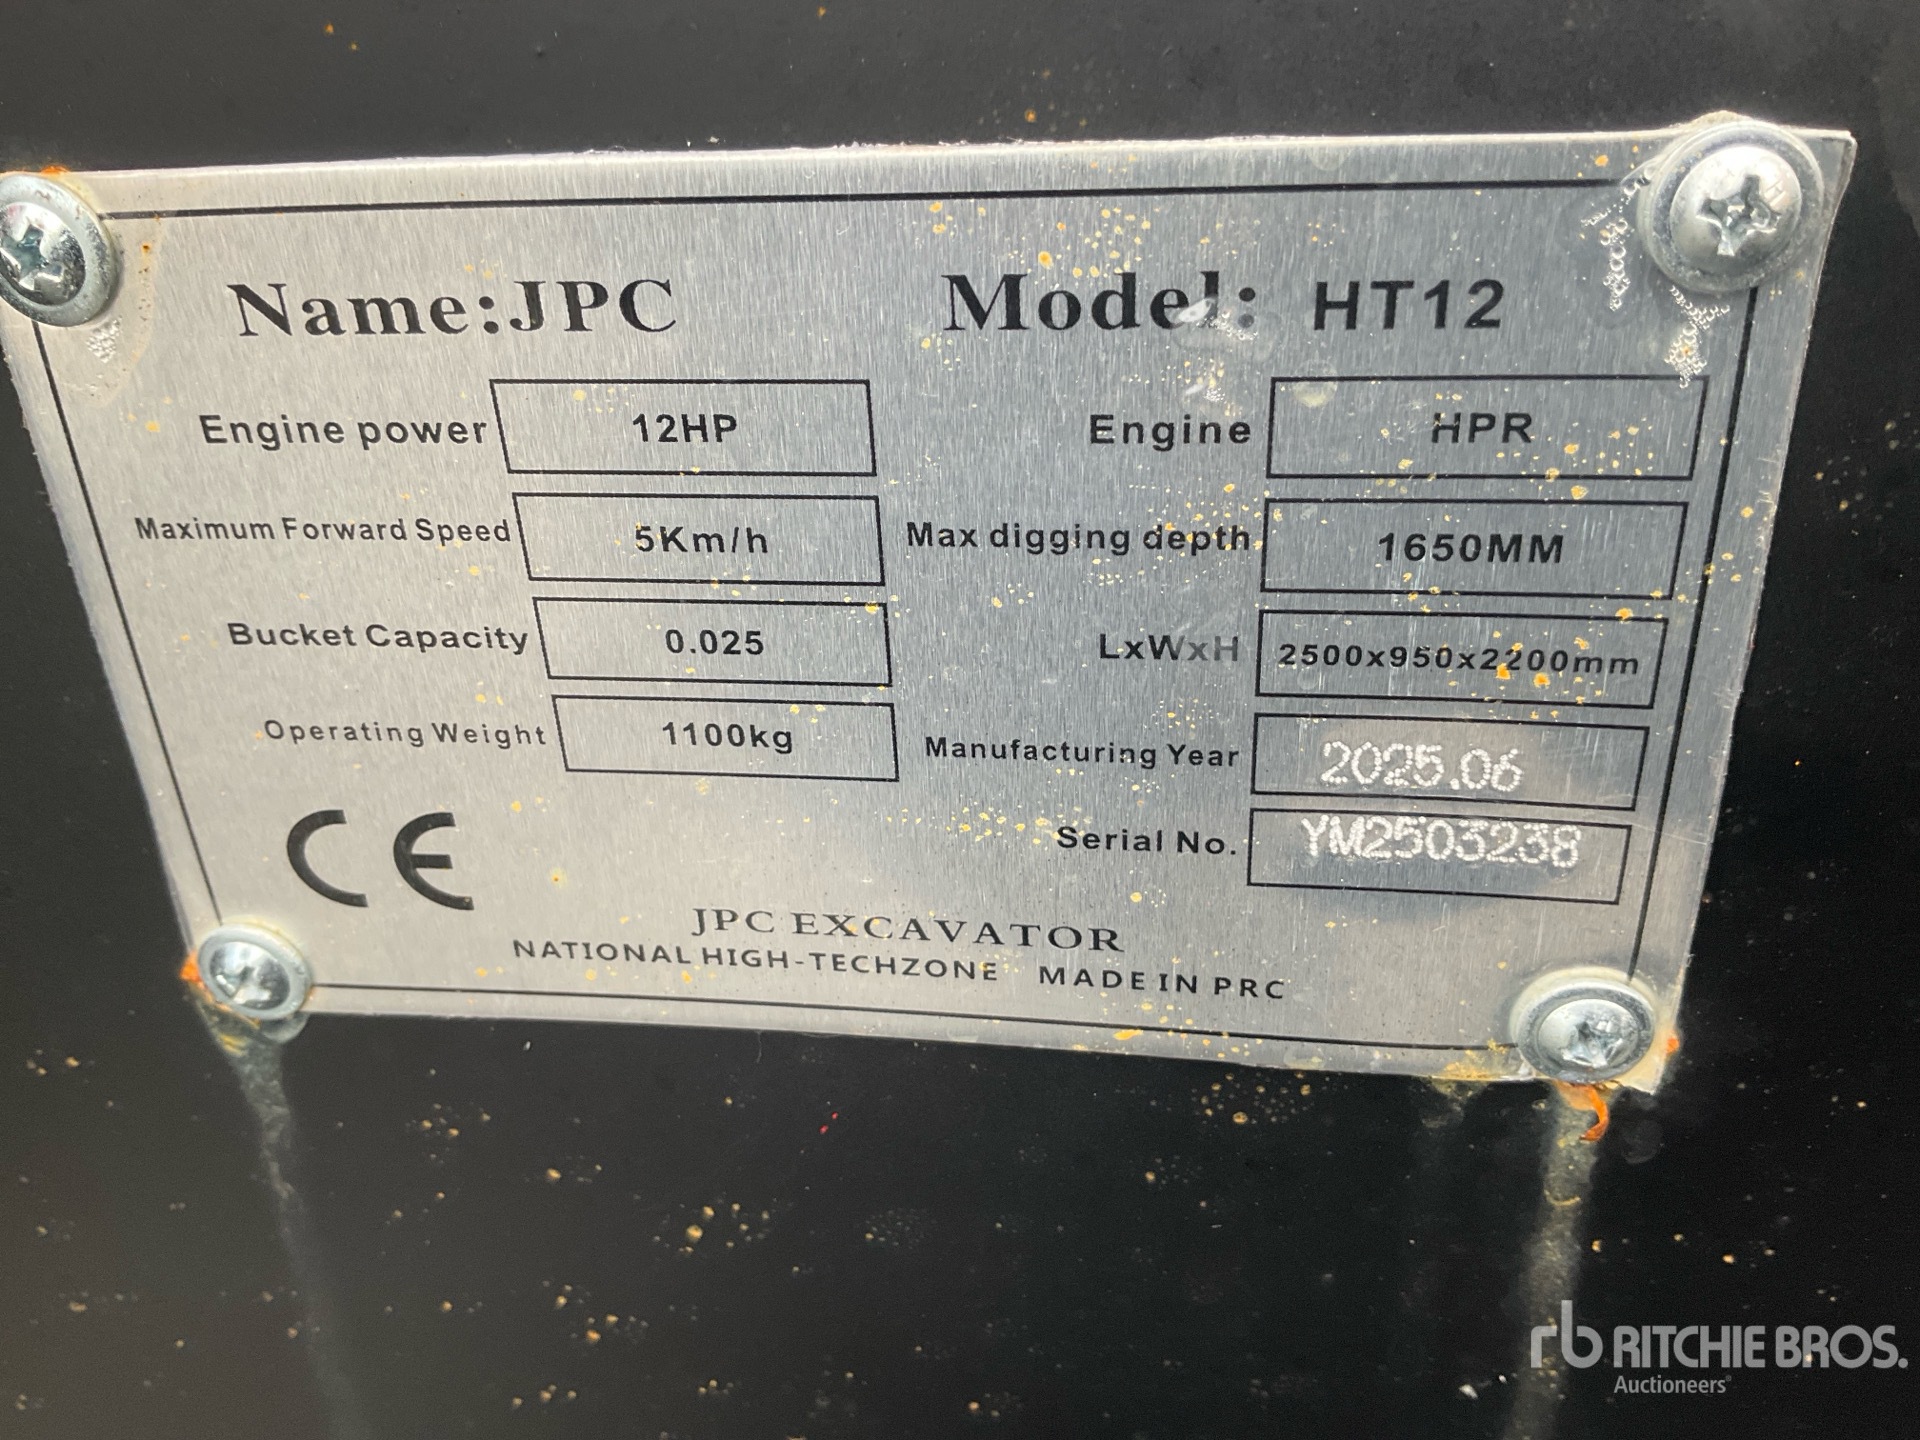 Name:JPC Model: HT12
Engine power 12HP Engine HPR
Maximum Forward Speed 5Km/h Max digging depth 1650MM
Bucket Capacity 0.025 LxWxH 2500x950x2200mm
Operating Weight 1100kg Manufacturing Year 2025.06
Serial No. YM2503238
CE
JPC EXCAVATOR
NATIONAL HIGH-TECHZONE MADE IN PRC
rb RITCHIE BROS.
Auctioneers